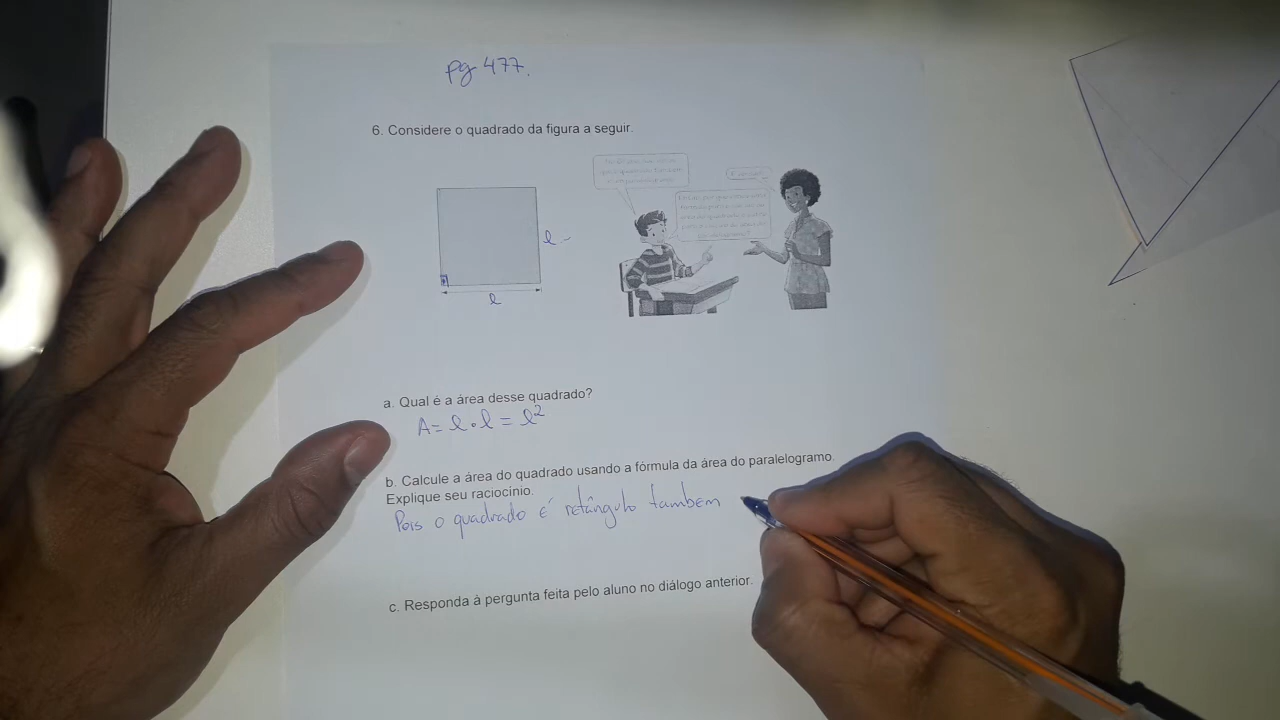 pg 477.
6. Considere o quadrado da figura a seguir.
l
l
a. Qual é a área desse quadrado?
A = l . l = l²
b. Calcule a área do quadrado usando a fórmula da área do paralelogramo.
Explique seu raciocínio.
Pois o quadrado é retângulo tambem
c. Responda à pergunta feita pelo aluno no diálogo anterior.